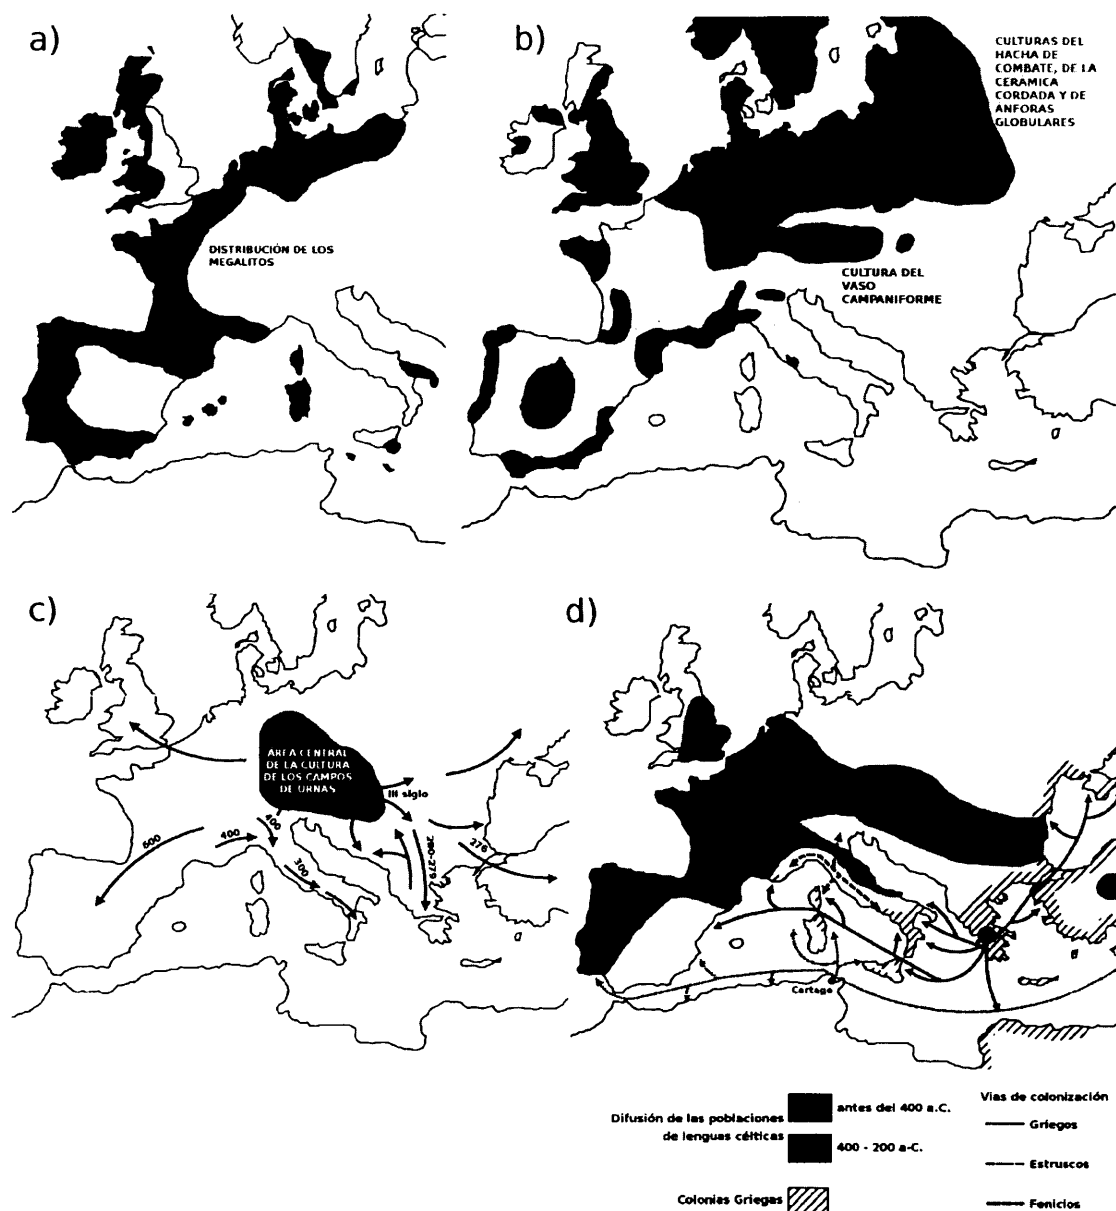 a)
DISTRIBUCIÓN DE LOS
MEGALITOS
b)
CULTURAS DEL
HACHA DE
COMBATE, DE LA
CERAMICA
CORDADA Y DE
ANFORAS
GLOBULARES
CULTURA DEL
VASO
CAMPANIFORME
c)
AREA CENTRAL
DE LA CULTURA
DE LOS CAMPOS
DE URNAS
III siglo
600
400
400
300
280-279
278
d)
Cartago
Difusión de las poblaciones
de lenguas célticas
antes del 400 a.C.
400 - 200 a-C.
Colonias Griegas
Vias de colonización
Griegos
Estruscos
Fenicios